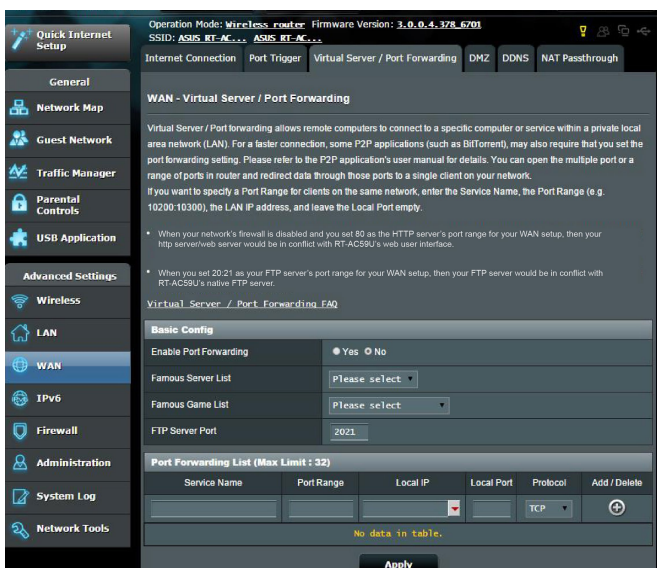 Quick Internet
Setup
Operation Mode: Wireless router Firmware Version: 3.0.0.4.378_6701
SSID: ASUS RT-AC... ASUS RT-AC...
Internet Connection Port Trigger Virtual Server / Port Forwarding DMZ DDNS NAT Passthrough
General
Network Map
Guest Network
Traffic Manager
Parental
Controls
USB Application
Advanced Settings
Wireless
LAN
WAN
IPv6
Firewall
Administration
System Log
Network Tools
WAN - Virtual Server / Port Forwarding
Virtual Server / Port forwarding allows remote computers to connect to a specific computer or service within a private local
area network (LAN). For a faster connection, some P2P applications (such as BitTorrent), may also require that you set the
port forwarding setting. Please refer to the P2P application's user manual for details. You can open the multiple port or a
range of ports in router and redirect data through those ports to a single client on your network.
If you want to specify a Port Range for clients on the same network, enter the Service Name, the Port Range (e.g.
10200:10300), the LAN IP address, and leave the Local Port empty.
• When your network's firewall is disabled and you set 80 as the HTTP server's port range for your WAN setup, then your
http server/web server would be in conflict with RT-AC59U's web user interface.
• When you set 20:21 as your FTP server's port range for your WAN setup, then your FTP server would be in conflict with
RT-AC59U's native FTP server.
Virtual Server / Port Forwarding FAQ
Basic Config
Enable Port Forwarding Yes No
Famous Server List Please select
Famous Game List Please select
FTP Server Port 2021
Port Forwarding List (Max Limit : 32)
Service Name Port Range Local IP Local Port Protocol Add / Delete
TCP
No data in table.
Apply